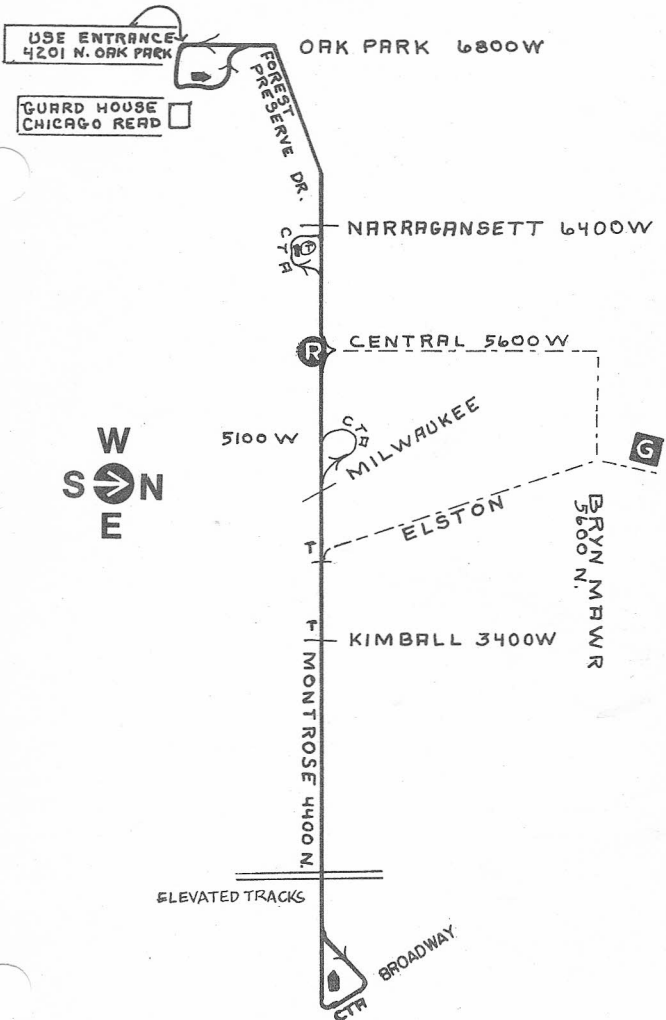 USE ENTRANCE
4201 N. OAK PARK
OAK PARK 6800W
GUARD HOUSE
CHICAGO READ
FOREST
PRESERVE DR.
NARRAGANSETT 6400W
CTA
R
CENTRAL 5600W
5100 W
CTA
MILWAUKEE
W
S N
E
G
ELSTON
BRYN MAWR
5600 N.
T
T
KIMBALL 3400W
MONTROSE 4400 N.
ELEVATED TRACKS
BROADWAY
CTA